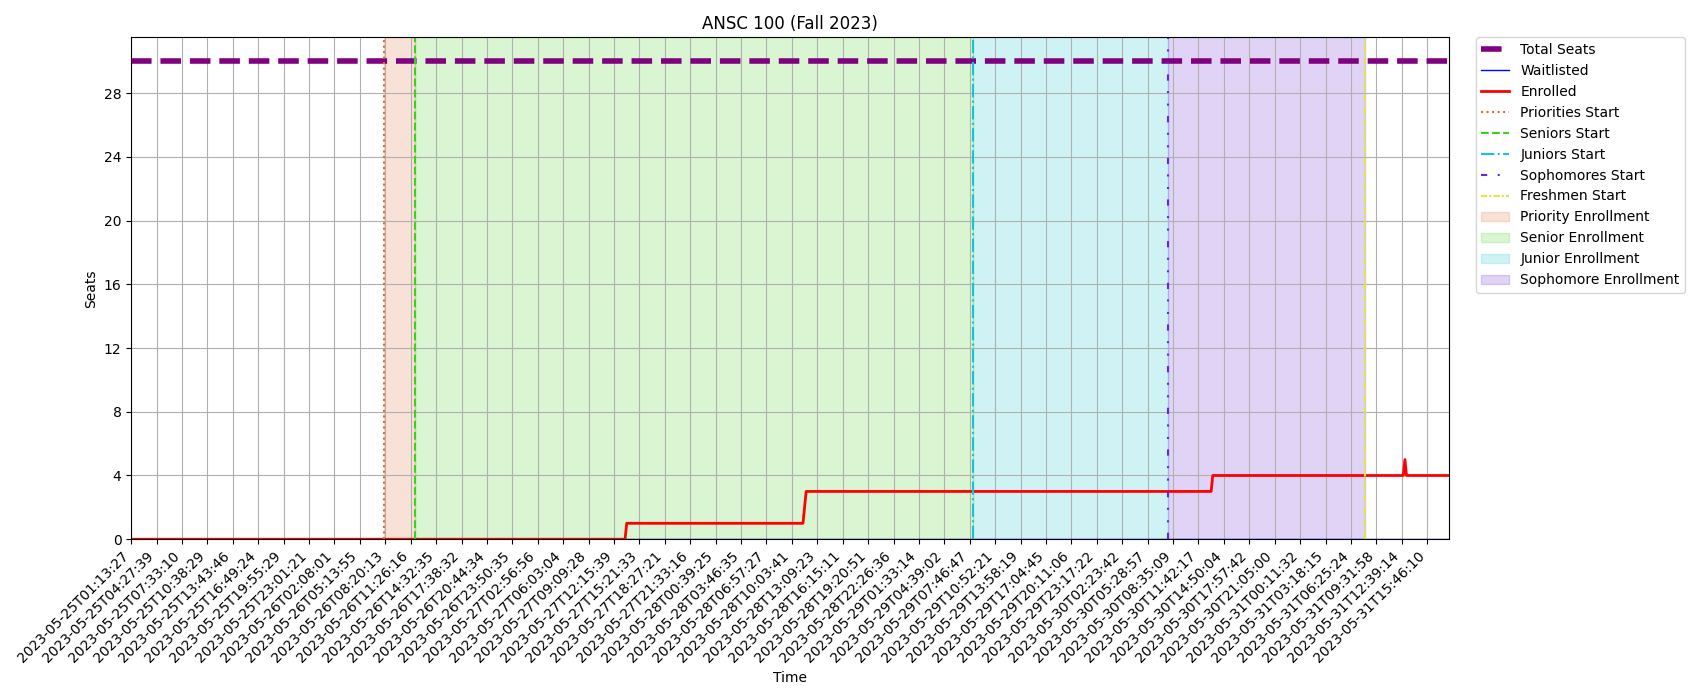 ANSC 100 (Fall 2023)
Total Seats
Waitlisted
Enrolled
Priorities Start
Seniors Start
Juniors Start
Sophomores Start
Freshmen Start
Priority Enrollment
Senior Enrollment
Junior Enrollment
Sophomore Enrollment
Seats
28
24
20
16
12
8
4
0
2023-05-25T01:13:27
2023-05-25T04:27:39
2023-05-25T07:33:10
2023-05-25T10:38:29
2023-05-25T13:43:46
2023-05-25T16:49:24
2023-05-25T19:55:29
2023-05-25T23:01:21
2023-05-26T02:08:01
2023-05-26T05:13:55
2023-05-26T08:20:13
2023-05-26T11:26:16
2023-05-26T14:32:35
2023-05-26T17:38:32
2023-05-26T20:44:34
2023-05-26T23:50:35
2023-05-27T02:56:56
2023-05-27T06:03:04
2023-05-27T09:09:28
2023-05-27T12:15:39
2023-05-27T15:21:33
2023-05-27T18:27:21
2023-05-27T21:33:16
2023-05-28T00:39:25
2023-05-28T03:46:35
2023-05-28T06:57:27
2023-05-28T10:03:41
2023-05-28T13:09:23
2023-05-28T16:15:11
2023-05-28T19:20:51
2023-05-28T22:26:36
2023-05-29T01:33:14
2023-05-29T04:39:02
2023-05-29T07:46:47
2023-05-29T10:52:21
2023-05-29T13:58:19
2023-05-29T17:04:45
2023-05-29T20:11:06
2023-05-29T23:17:22
2023-05-30T02:23:42
2023-05-30T05:28:57
2023-05-30T08:35:09
2023-05-30T11:42:17
2023-05-30T14:50:04
2023-05-30T17:57:42
2023-05-30T21:05:00
2023-05-31T00:11:32
2023-05-31T03:18:15
2023-05-31T06:25:24
2023-05-31T09:31:58
2023-05-31T12:39:14
2023-05-31T15:46:10
Time